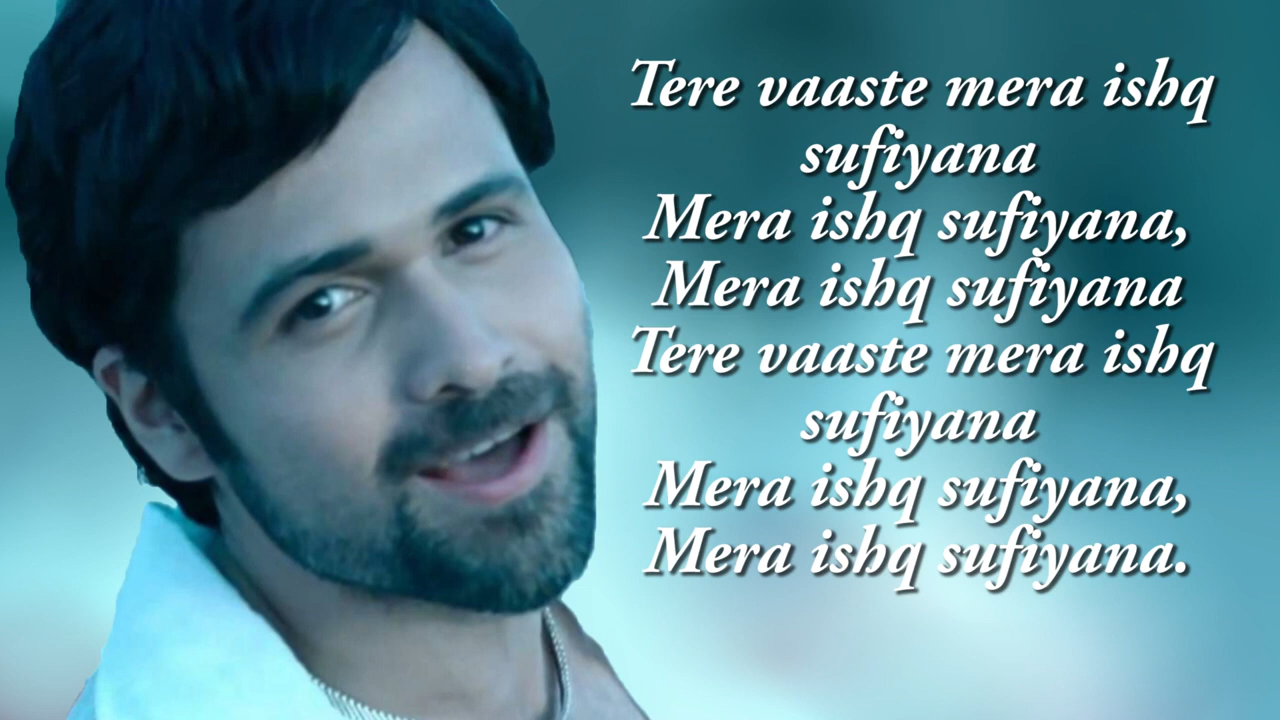 Tere vaaste mera ishq
sufiyana
Mera ishq sufiyana,
Mera ishq sufiyana
Tere vaaste mera ishq
sufiyana
Mera ishq sufiyana,
Mera ishq sufiyana.